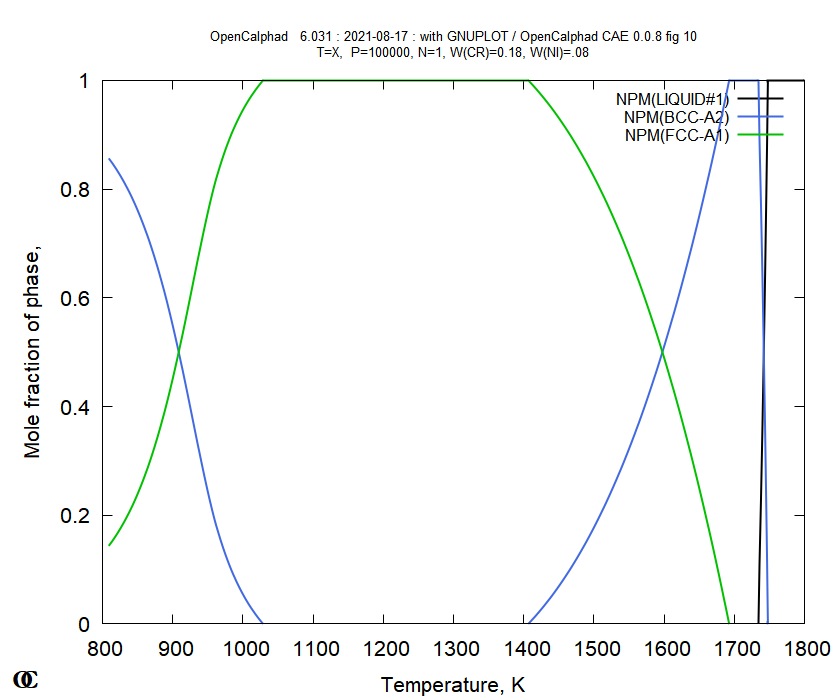 OpenCalphad 6.031 : 2021-08-17 : with GNUPLOT / OpenCalphad CAE 0.0.8 fig 10
T=X, P=100000, N=1, W(CR)=0.18, W(NI)=.08
NPM(LIQUID#1)
NPM(BCC-A2)
NPM(FCC-A1)
Mole fraction of phase,
1
0.8
0.6
0.4
0.2
0
800 900 1000 1100 1200 1300 1400 1500 1600 1700 1800
Temperature, K
OC